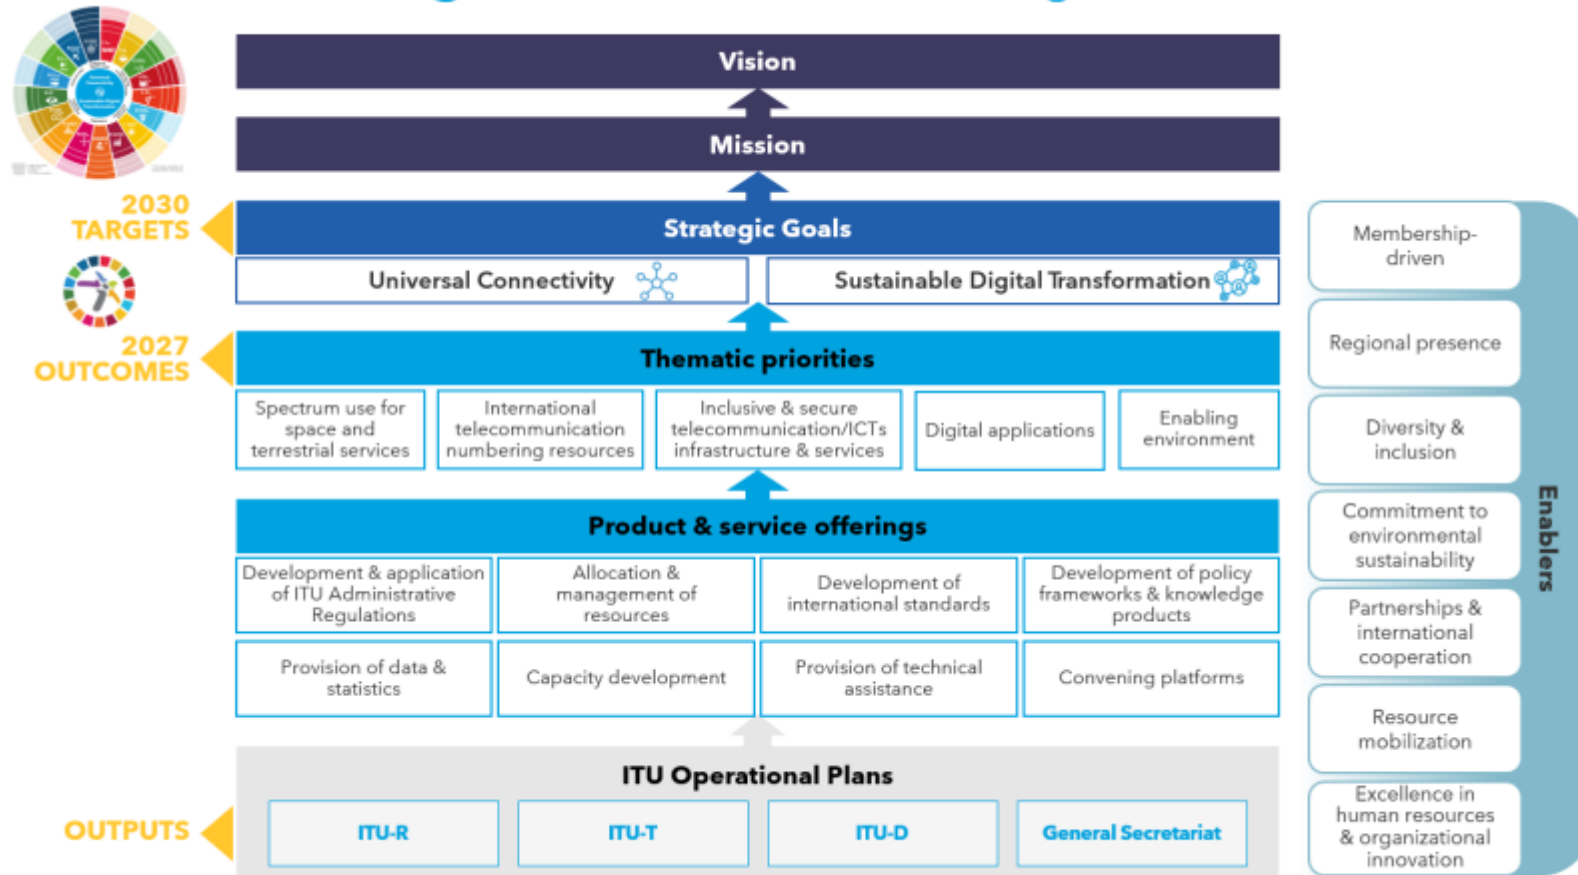 Vision
Mission
2030
TARGETS
Strategic Goals
Universal Connectivity
Sustainable Digital Transformation
2027
OUTCOMES
Thematic priorities
Spectrum use for
space and
terrestrial services
International
telecommunication
numbering resources
Inclusive & secure
telecommunication/ICTs
infrastructure & services
Digital applications
Enabling
environment
Product & service offerings
Development & application
of ITU Administrative
Regulations
Allocation &
management of
resources
Development of
international standards
Development of policy
frameworks & knowledge
products
Provision of data &
statistics
Capacity development
Provision of technical
assistance
Convening platforms
ITU Operational Plans
OUTPUTS
ITU-R
ITU-T
ITU-D
General Secretariat
Membership-
driven
Regional presence
Diversity &
inclusion
Commitment to
environmental
sustainability
Partnerships &
international
cooperation
Resource
mobilization
Excellence in
human resources
& organizational
innovation
Enablers